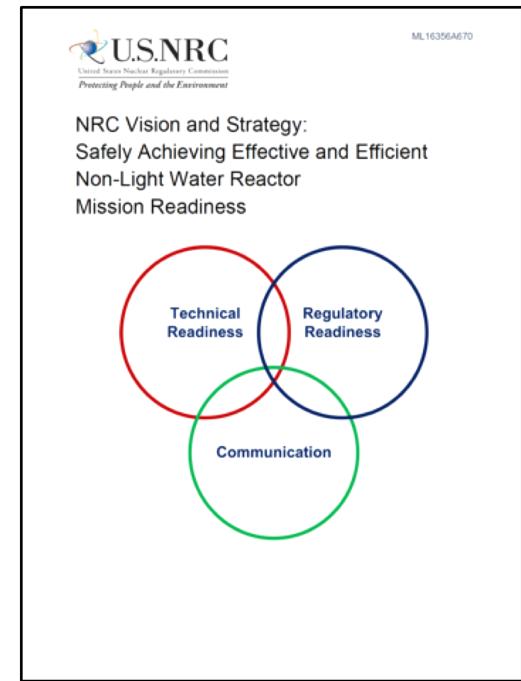 ML16356A670
U.S.NRC
United States Nuclear Regulatory Commission
Protecting People and the Environment
NRC Vision and Strategy:
Safely Achieving Effective and Efficient
Non-Light Water Reactor
Mission Readiness
Technical
Readiness
Regulatory
Readiness
Communication